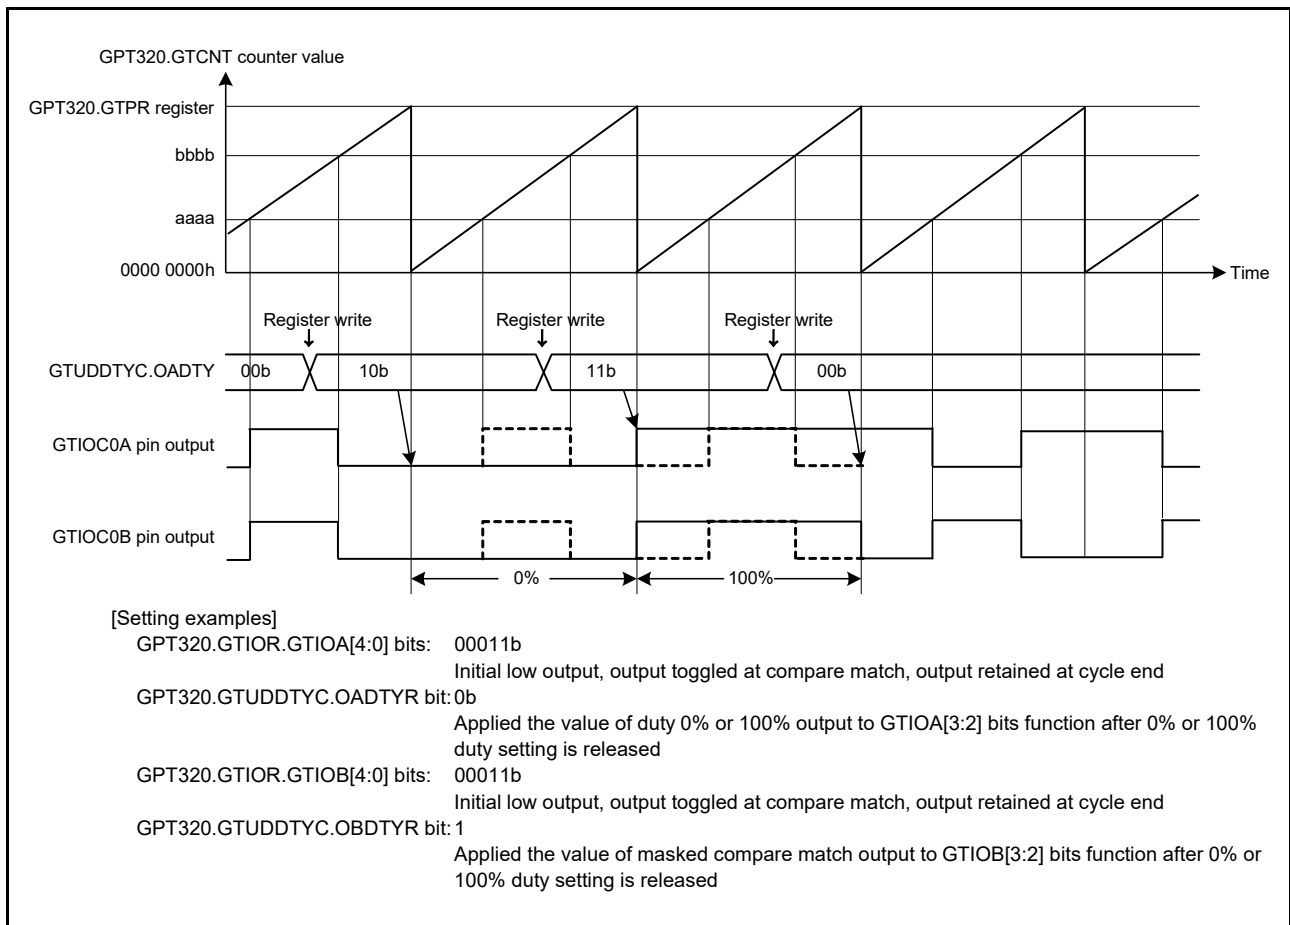 GPT320.GTCNT counter value
GPT320.GTPR register
bbbb
aaaa
0000 0000h
Time
Register write
Register write
Register write
GTUDDTYC.OADTY
00b
10b
11b
00b
GTIOC0A pin output
GTIOC0B pin output
0%
100%
[Setting examples]
GPT320.GTIOR.GTIOA[4:0] bits: 00011b
Initial low output, output toggled at compare match, output retained at cycle end
GPT320.GTUDDTYC.OADTYR bit: 0b
Applied the value of duty 0% or 100% output to GTIOA[3:2] bits function after 0% or 100%
duty setting is released
GPT320.GTIOR.GTIOB[4:0] bits: 00011b
Initial low output, output toggled at compare match, output retained at cycle end
GPT320.GTUDDTYC.OBDTYR bit: 1
Applied the value of masked compare match output to GTIOB[3:2] bits function after 0% or
100% duty setting is released